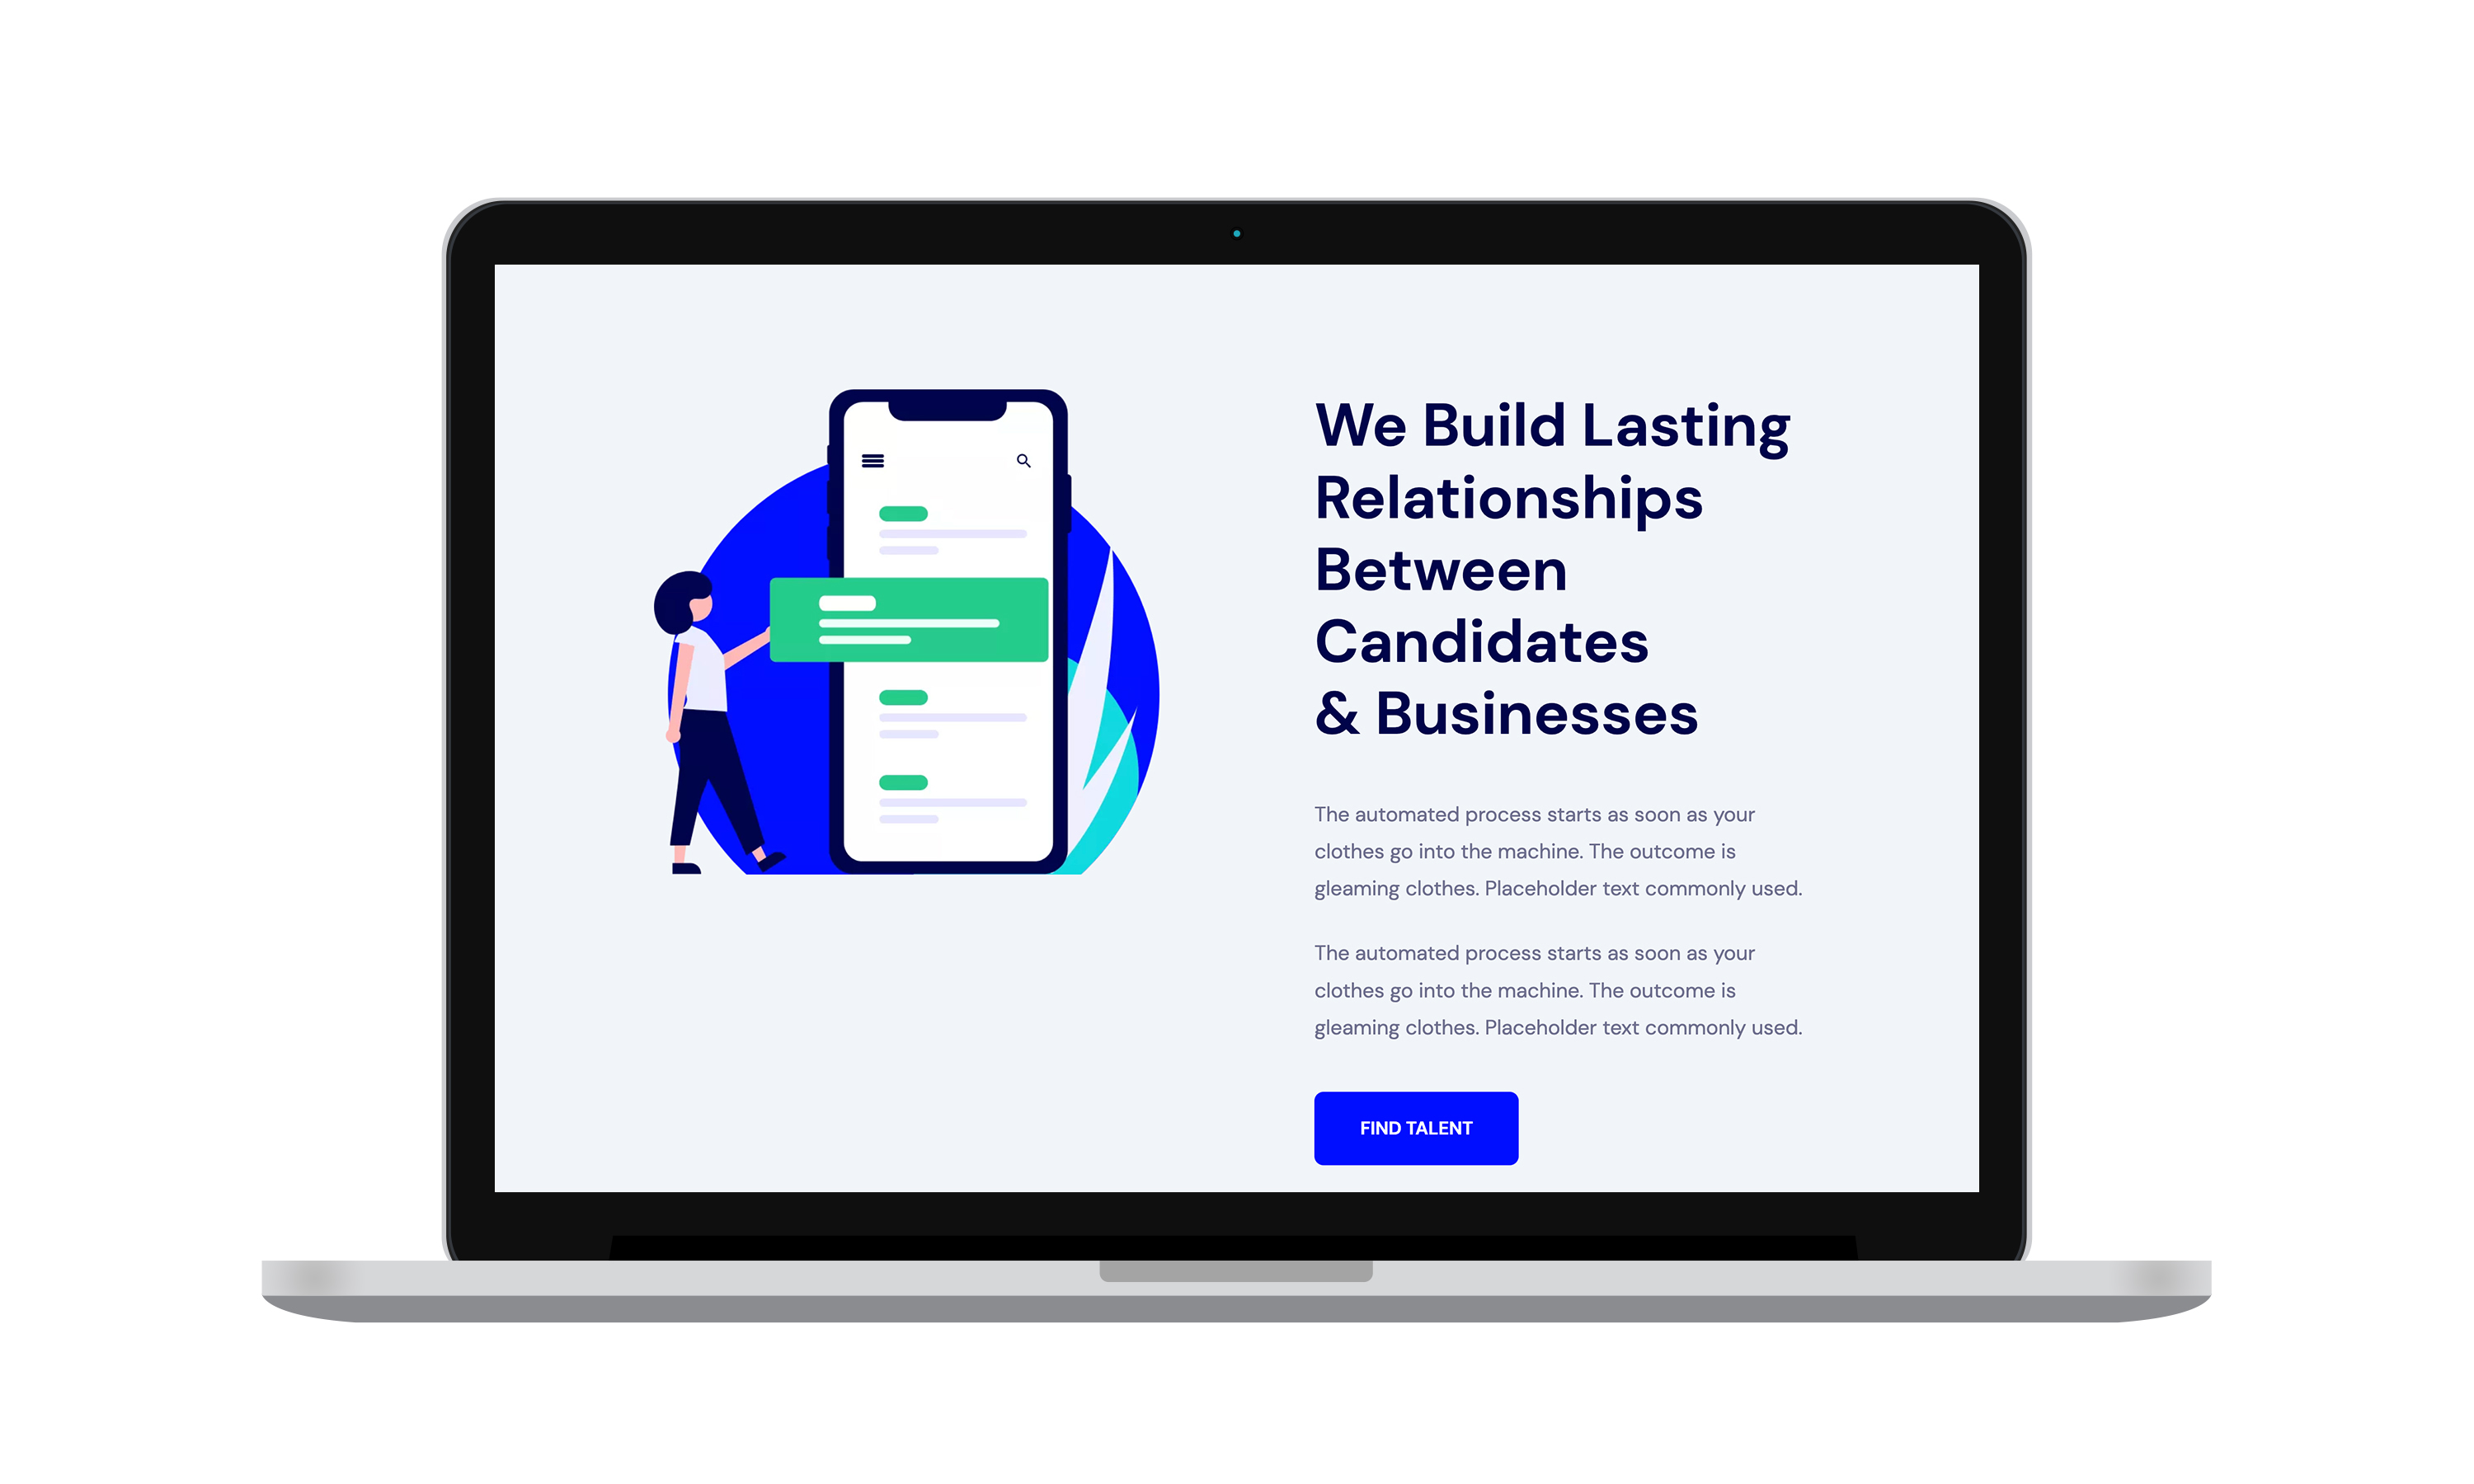 We Build Lasting
Relationships
Between
Candidates
& Businesses
The automated process starts as soon as your
clothes go into the machine. The outcome is
gleaming clothes. Placeholder text commonly used.
The automated process starts as soon as your
clothes go into the machine. The outcome is
gleaming clothes. Placeholder text commonly used.
FIND TALENT